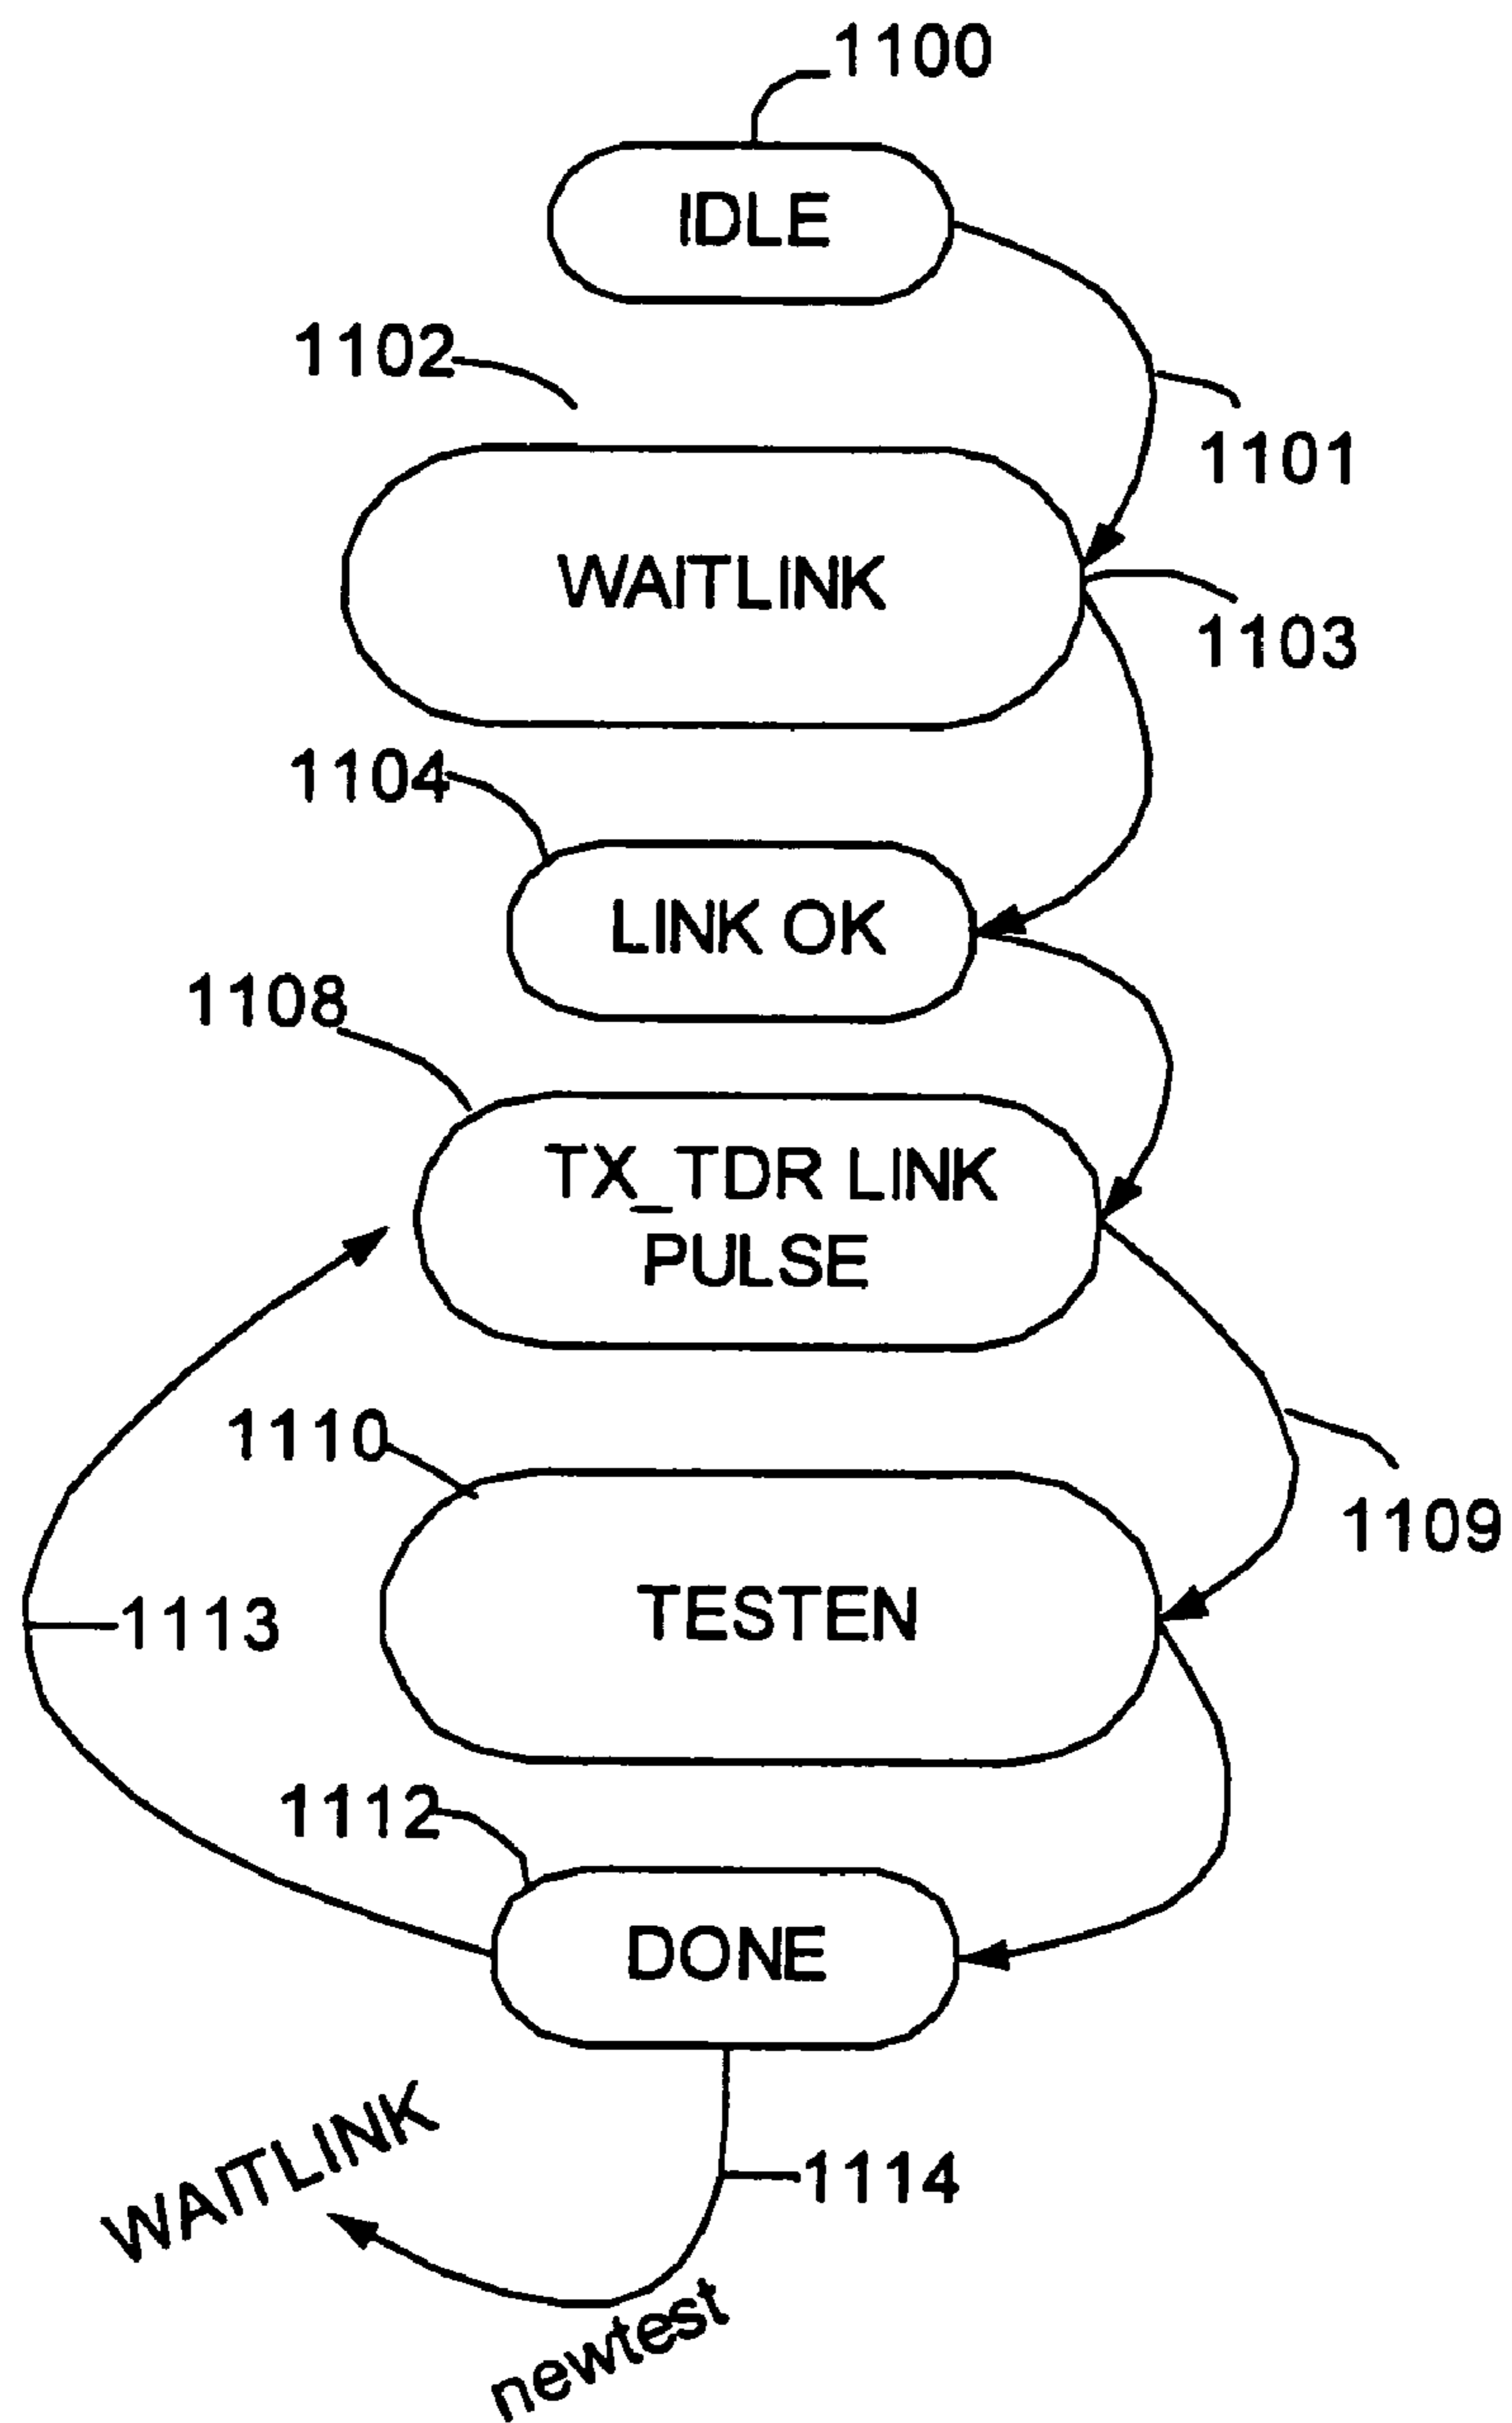 1100
IDLE
1102
1101
WAITLINK
1103
1104
LINK OK
1108
TX_TDR LINK
PULSE
1110
1109
TESTEN
1113
1112
DONE
WAITLINK
1114
newtest